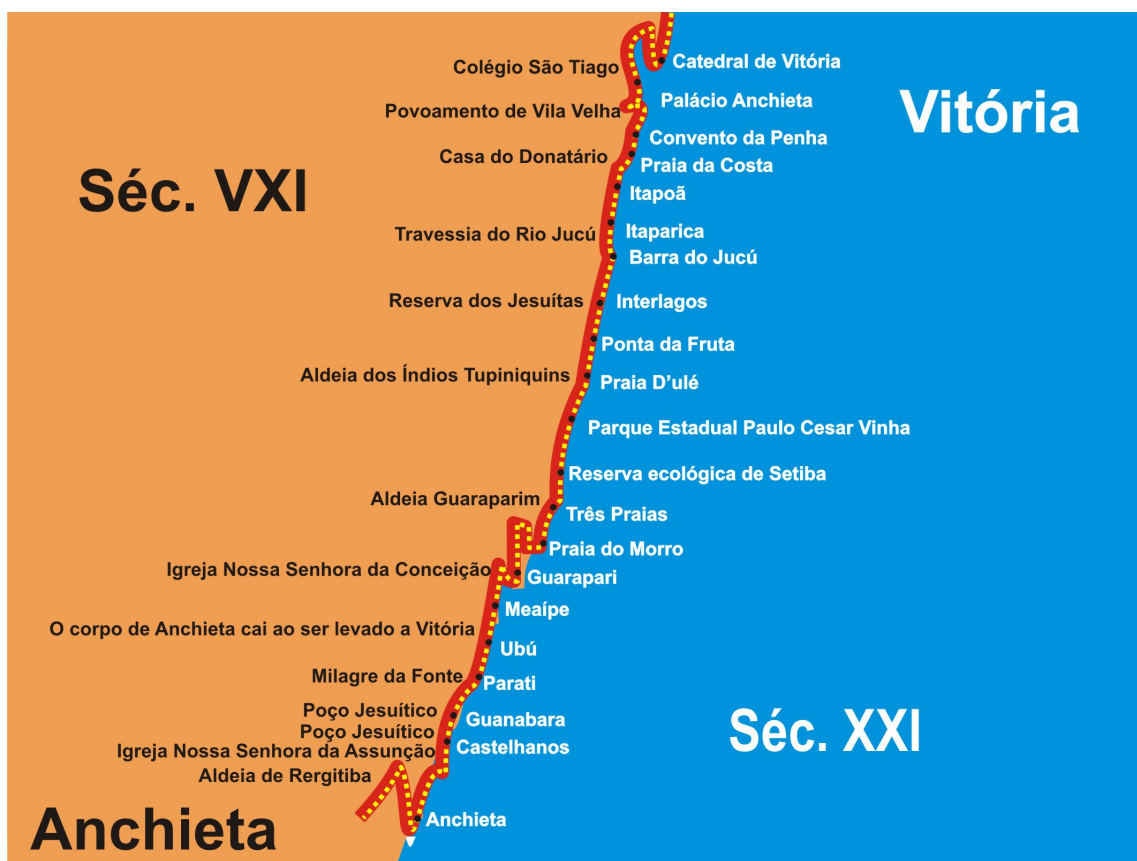 Colégio São Tiago
Catedral de Vitória
Vitória
Palácio Anchieta
Povoamento de Vila Velha
Convento da Penha
Casa do Donatário
Praia da Costa
Séc. VXI
Itapoã
Travessia do Rio Jucú
Itaparica
Barra do Jucú
Reserva dos Jesuítas
Interlagos
Ponta da Fruta
Aldeia dos Índios Tupiniquins
Praia D’ulé
Parque Estadual Paulo Cesar Vinha
Reserva ecológica de Setiba
Aldeia Guaraparim
Três Praias
Praia do Morro
Igreja Nossa Senhora da Conceição
Guarapari
Meaípe
O corpo de Anchieta cai ao ser levado a Vitória
Ubú
Milagre da Fonte
Parati
Poço Jesuítico
Guanabara
Poço Jesuítico
Séc. XXI
Igreja Nossa Senhora da Assunção
Castelhanos
Aldeia de Rergitiba
Anchieta
Anchieta